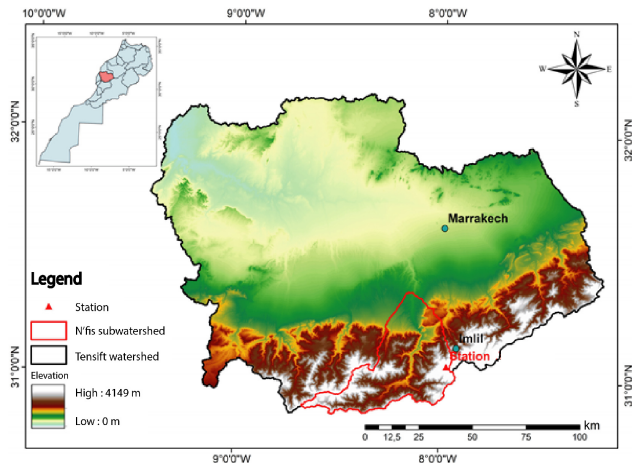 10°0'0"W 9°0'0"W 8°0'0"W
N
W E
S
32°0'0"N
32°0'0"N
Marrakech
Legend
Station
N'fis subwatershed
Tensift watershed
Elevation
High : 4149 m
Low : 0 m
Imlil
Station
31°0'0"N
31°0'0"N
km
0 12,5 25 50 75 100
9°0'0"W 8°0'0"W